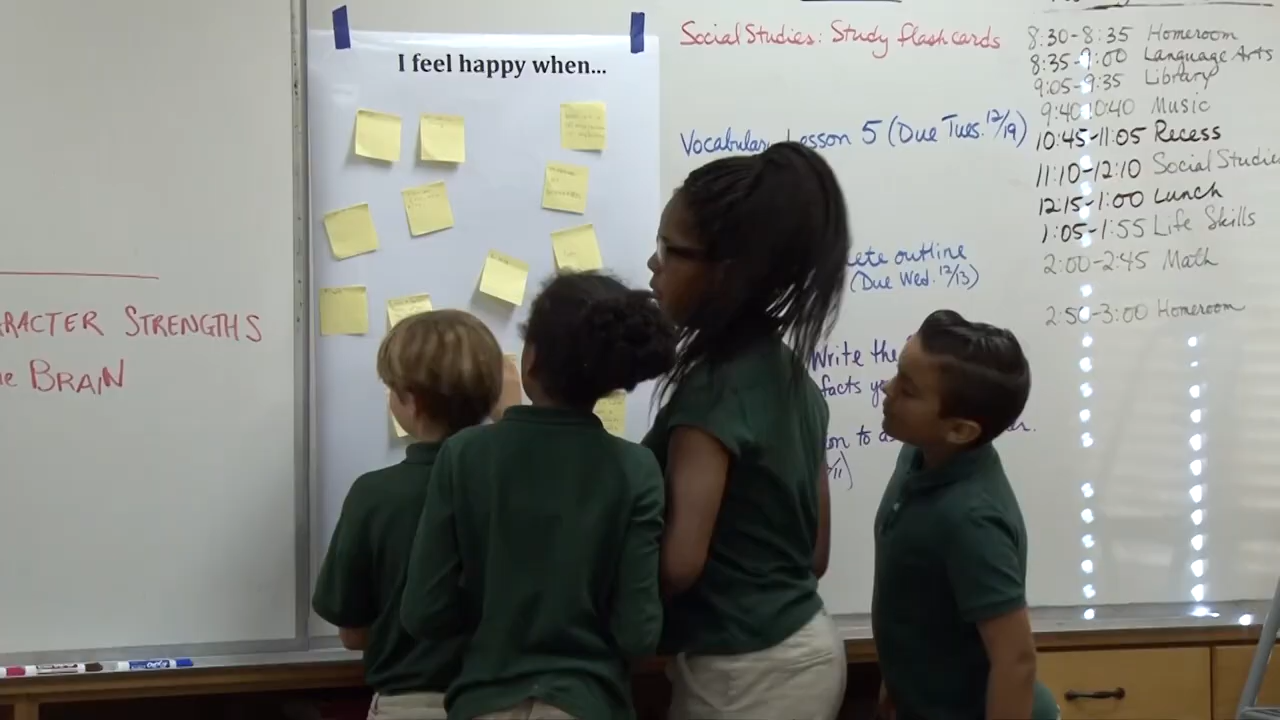 I feel happy when...
ARACTER STRENGTHS
BRAIN
Social Studies: Study flashcards
Vocabulary Lesson 5 (Due Tues. 12/19)
ete outline
(Due Wed. 12/13)
Write the
facts
on to
8:30-8:35 Homeroom
8:35-9:00 Language Arts
9:05-9:35 Library
9:40-10:40 Music
10:45-11:05 Recess
11:10-12:10 Social Studies
12:15-1:00 Lunch
1:05-1:55 Life Skills
2:00-2:45 Math
2:50-3:00 Homeroom